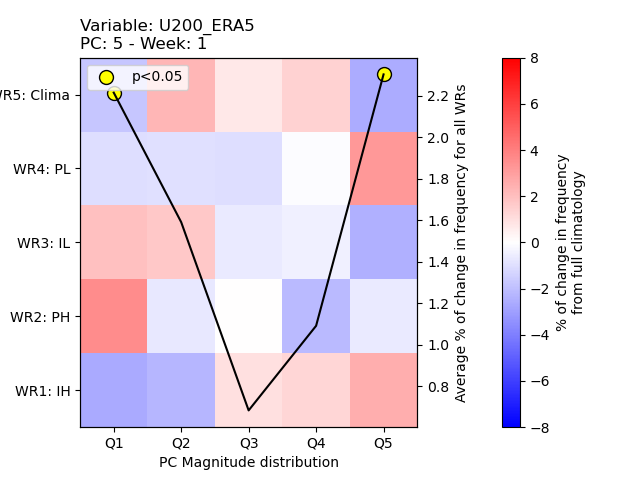 Variable: U200_ERA5
PC: 5 - Week: 1
p<0.05
WR5: Clima
WR4: PL
WR3: IL
WR2: PH
WR1: IH
Q1 Q2 Q3 Q4 Q5
PC Magnitude distribution
2.2
2.0
1.8
1.6
1.4
1.2
1.0
0.8
Average % of change in frequency for all WRs
8
6
4
2
0
−2
−4
−6
−8
% of change in frequency
from full climatology